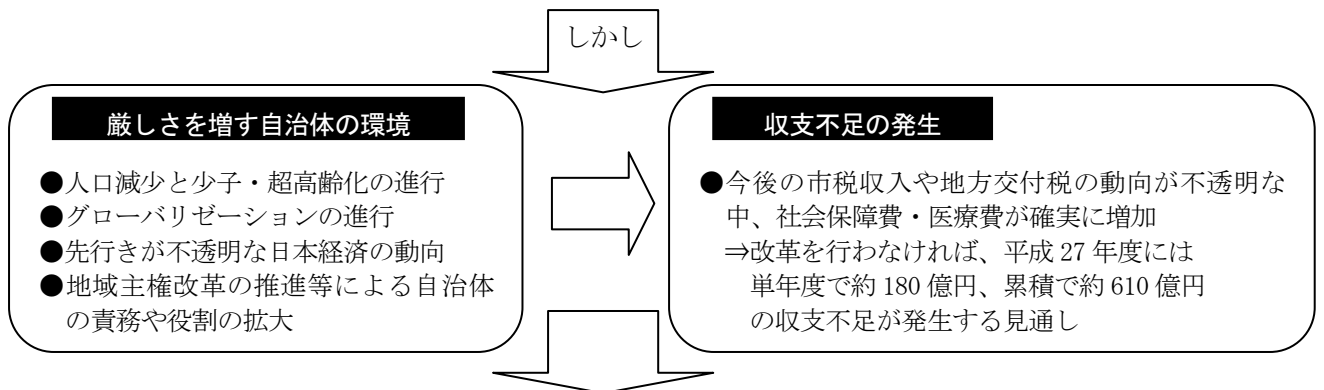 しかし
厳しさを増す自治体の環境
●人口減少と少子・超高齢化の進行
●グローバリゼーションの進行
●先行きが不透明な日本経済の動向
●地域主権改革の推進等による自治体
の責務や役割の拡大
収支不足の発生
●今後の市税収入や地方交付税の動向が不透明な
中、社会保障費・医療費が確実に増加
⇒改革を行わなければ、平成 27 年度には
単年度で約 180 億円、累積で約 610 億円
の収支不足が発生する見通し